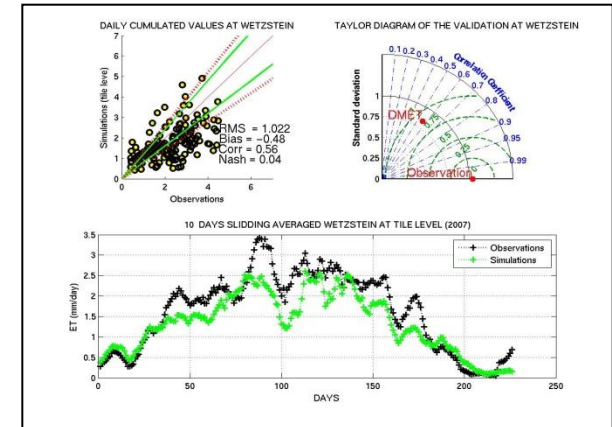 DAILY CUMULATED VALUES AT WETZSTEIN
7
6
5
4
3
2
1
0
Simulations (tile level)
RMS = 1.022
Bias = −0.48
Corr = 0.56
Nash = 0.04
0 2 4 6
Observations
TAYLOR DIAGRAM OF THE VALIDATION AT WETZSTEIN
0.1 0.2 0.3 0.4 0.5 0.6 0.7 0.8 0.9 0.95 0.99
Correlation Coefficient
Standard deviation
1
0.75
0.5
0.25
0
DMET
Observation
10 DAYS SLIDDING AVERAGED WETZSTEIN AT TILE LEVEL (2007)
Observations
Simulations
3.5
3
2.5
2
1.5
1
0.5
0
ET (mm/day)
0 50 100 150 200 250
DAYS